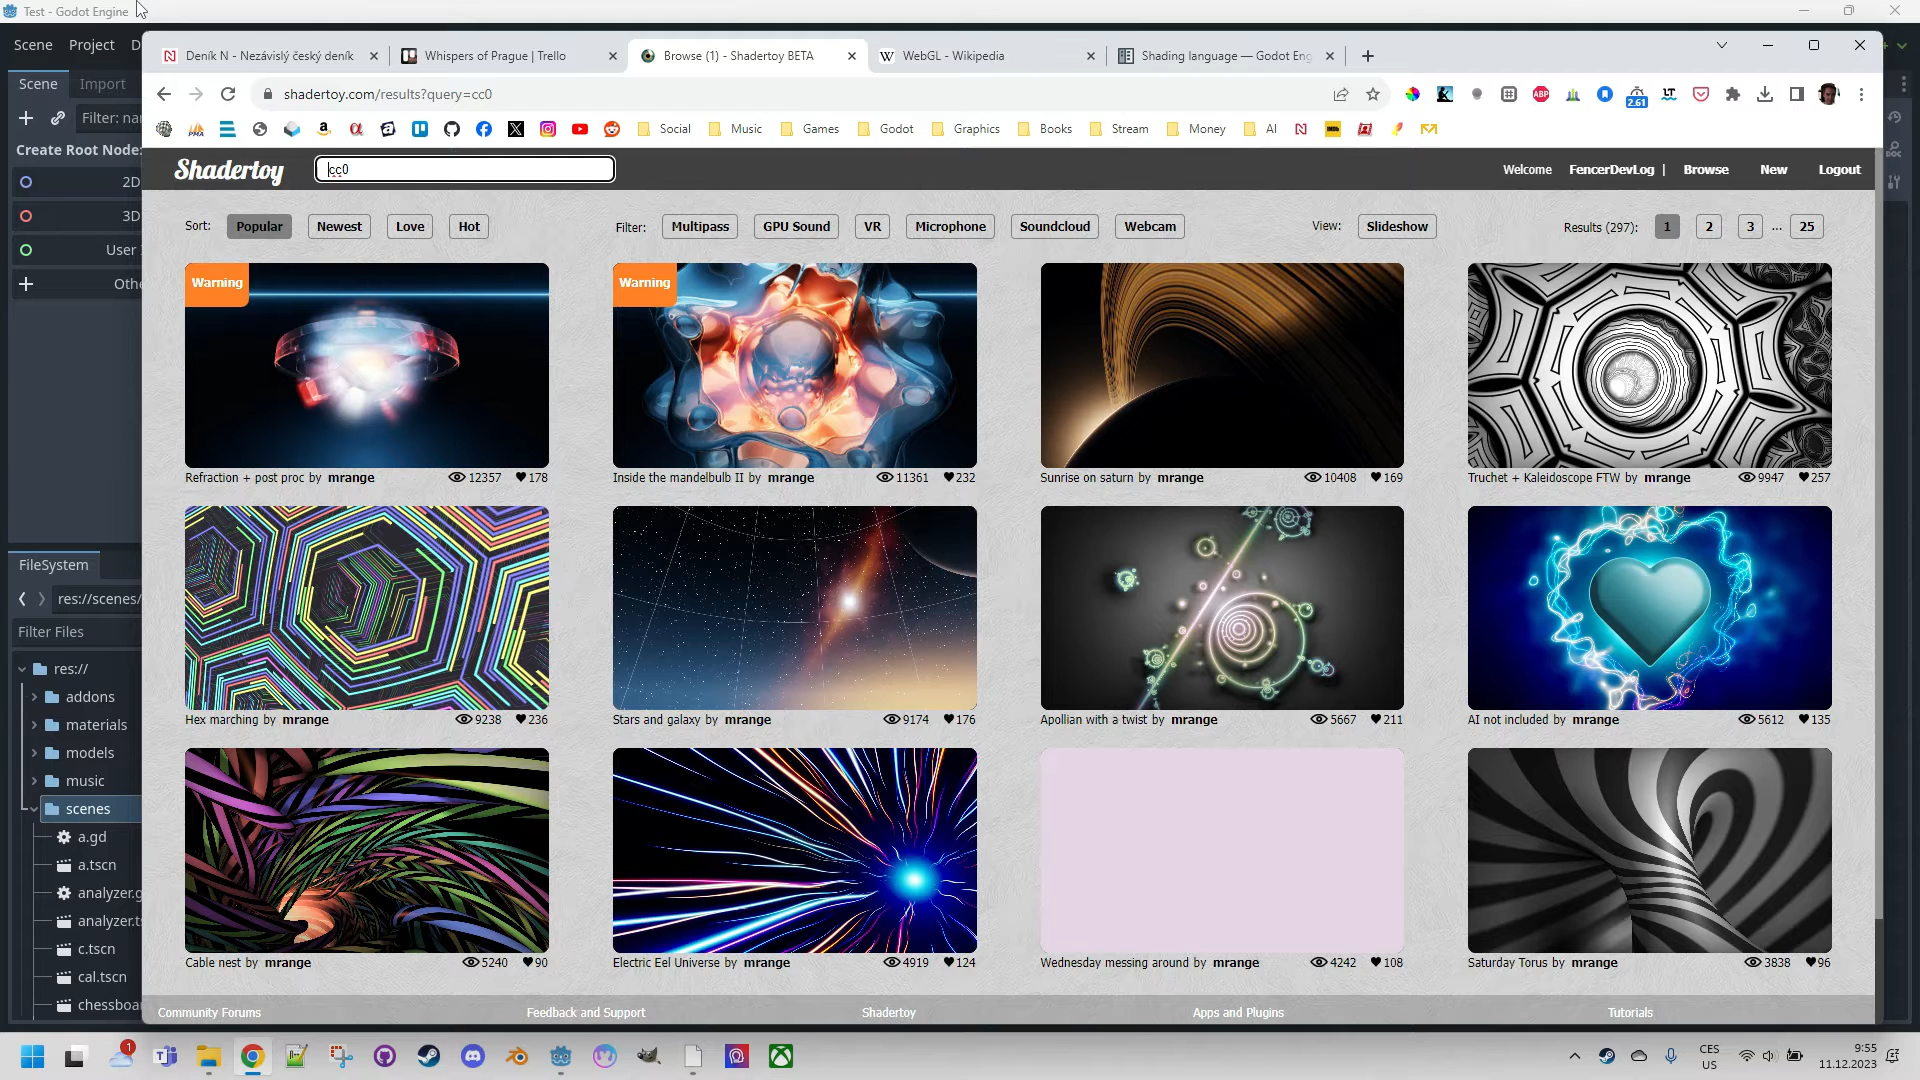 Test - Godot Engine
Scene Project D
Deník N - Nezávislý český deník
Whispers of Prague | Trello
Browse (1) - Shadertoy BETA
WebGL - Wikipedia
Shading language — Godot Eng
Scene Import
shadertoy.com/results?query=cc0
ABP
2.61
LT
Filter: nar
PMA
Social
Music
Games
Godot
Graphics
Books
Stream
Money
AI
Create Root Node:
2D
3D
User
Othe
Shadertoy
cc0
Welcome FencerDevLog | Browse New Logout
Sort: Popular Newest Love Hot
Filter: Multipass GPU Sound VR Microphone Soundcloud Webcam
View: Slideshow
Results (297): 1 2 3 ... 25
Warning
Warning
Refraction + post proc by mrange 12357 178
Inside the mandelbulb II by mrange 11361 232
Sunrise on saturn by mrange 10408 169
Truchet + Kaleidoscope FTW by mrange 9947 257
Hex marching by mrange 9238 236
Stars and galaxy by mrange 9174 176
Apollian with a twist by mrange 5667 211
AI not included by mrange 5612 135
Cable nest by mrange 5240 90
Electric Eel Universe by mrange 4919 124
Wednesday messing around by mrange 4242 108
Saturday Torus by mrange 3838 96
FileSystem
res://scenes/
Filter Files
res://
addons
materials
models
music
scenes
a.gd
a.tscn
analyzer.g
analyzer.t
c.tscn
cal.tscn
chessboa
Community Forums
Feedback and Support
Shadertoy
Apps and Plugins
Tutorials
1
CES
US
9:55
11.12.2023